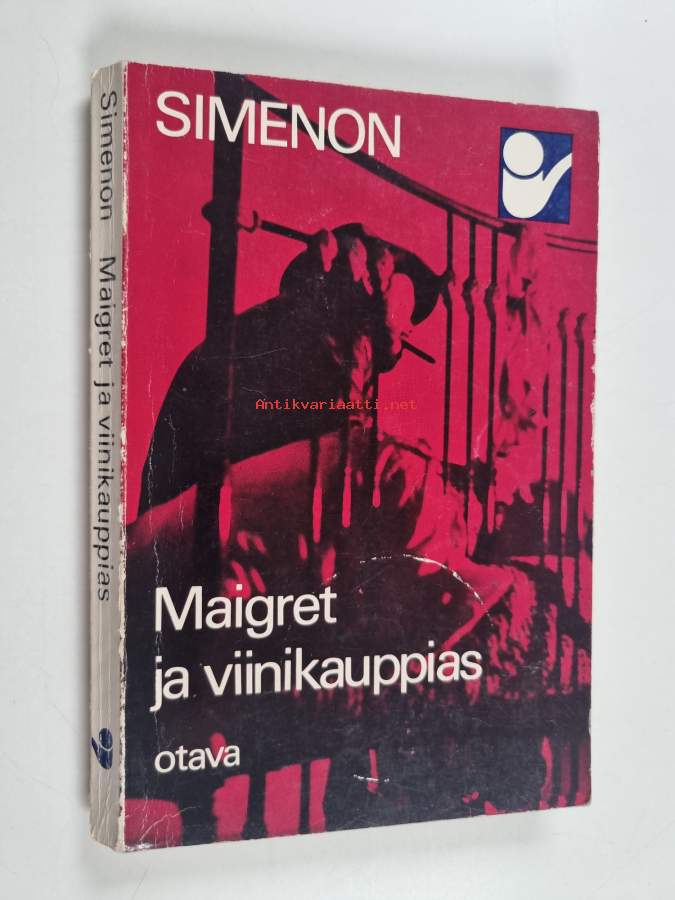 SIMENON
Simenon Maigret ja viinikauppias
Antikvariaatti.net
Maigret
ja viinikauppias
otava